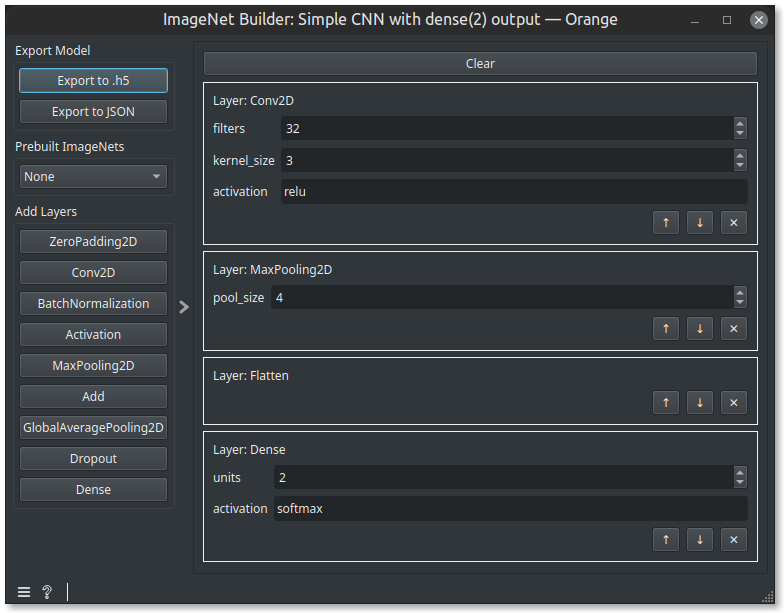 ImageNet Builder: Simple CNN with dense(2) output — Orange
Export Model
Export to .h5
Export to JSON
Prebuilt ImageNets
None
Add Layers
ZeroPadding2D
Conv2D
BatchNormalization
Activation
MaxPooling2D
Add
GlobalAveragePooling2D
Dropout
Dense
Clear
Layer: Conv2D
filters 32
kernel_size 3
activation relu
↑ ↓ ×
Layer: MaxPooling2D
pool_size 4
↑ ↓ ×
Layer: Flatten
↑ ↓ ×
Layer: Dense
units 2
activation softmax
↑ ↓ ×
?